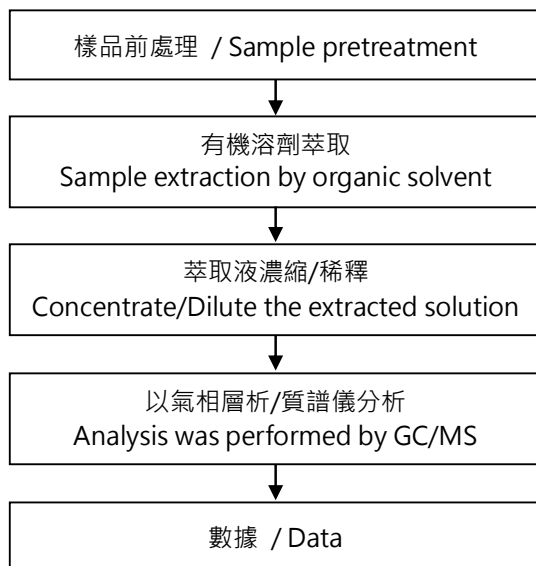 樣品前處理 / Sample pretreatment
有機溶劑萃取
Sample extraction by organic solvent
萃取液濃縮/稀釋
Concentrate/Dilute the extracted solution
以氣相層析/質譜儀分析
Analysis was performed by GC/MS
數據 / Data